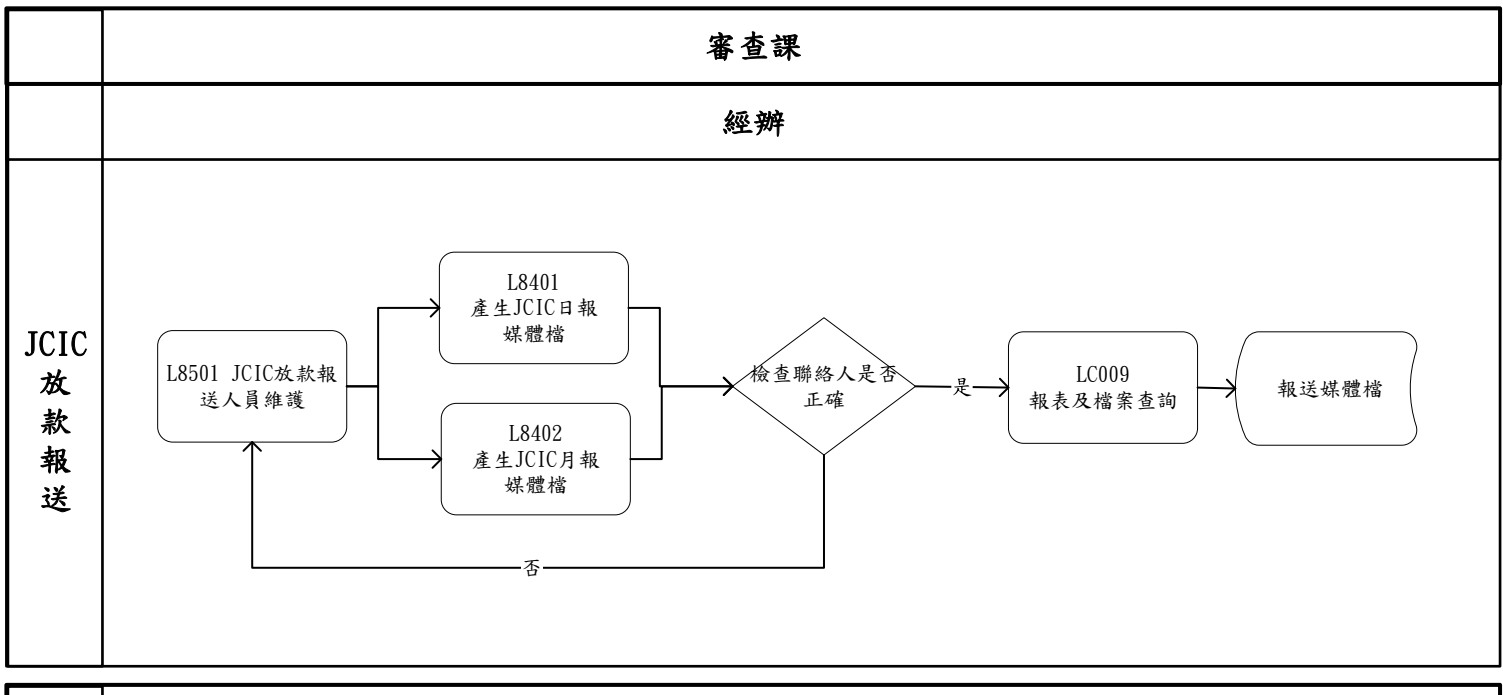 審查課
經辦
JCIC
放
款
報
送
L8501 JCIC放款報
送人員維護
L8401
產生JCIC日報
媒體檔
L8402
產生JCIC月報
媒體檔
檢查聯絡人是否
正確
是
否
LC009
報表及檔案查詢
報送媒體檔